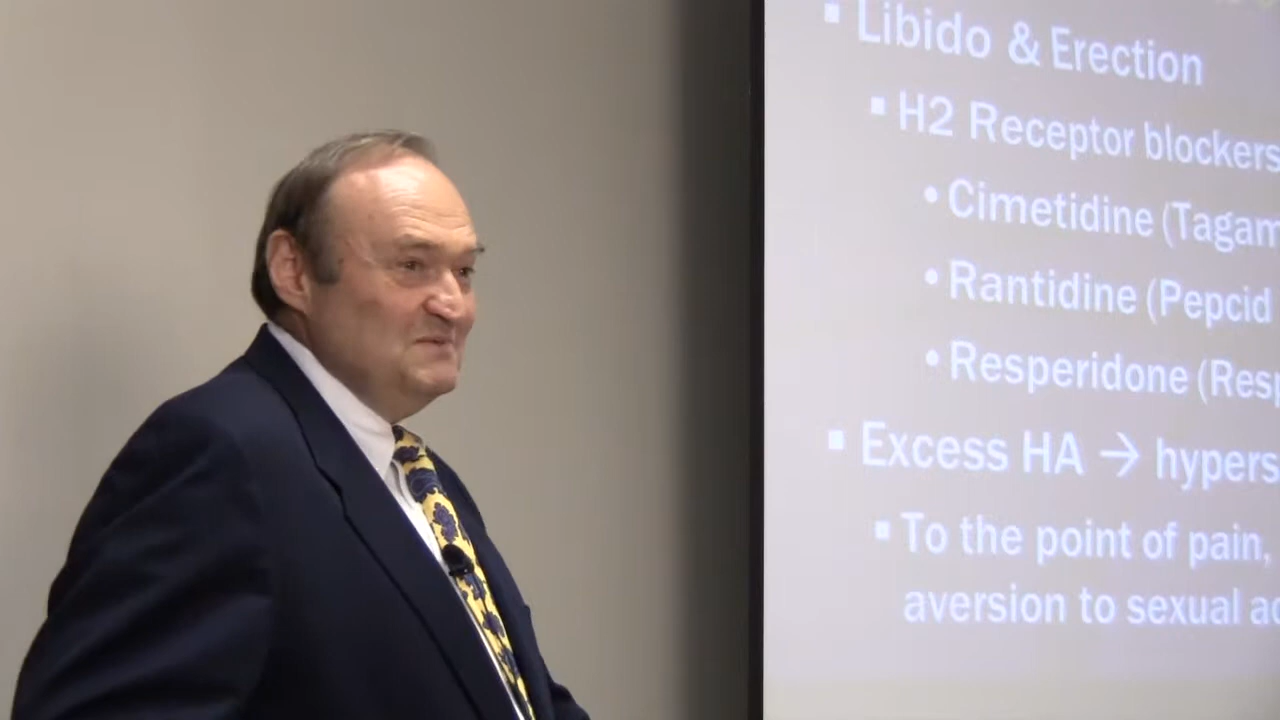 ▪ Libido & Erection
▪ H2 Receptor blockers
• Cimetidine (Tagam
• Rantidine (Pepcid
• Resperidone (Resp
▪ Excess HA → hypers
▪ To the point of pain,
aversion to sexual ac